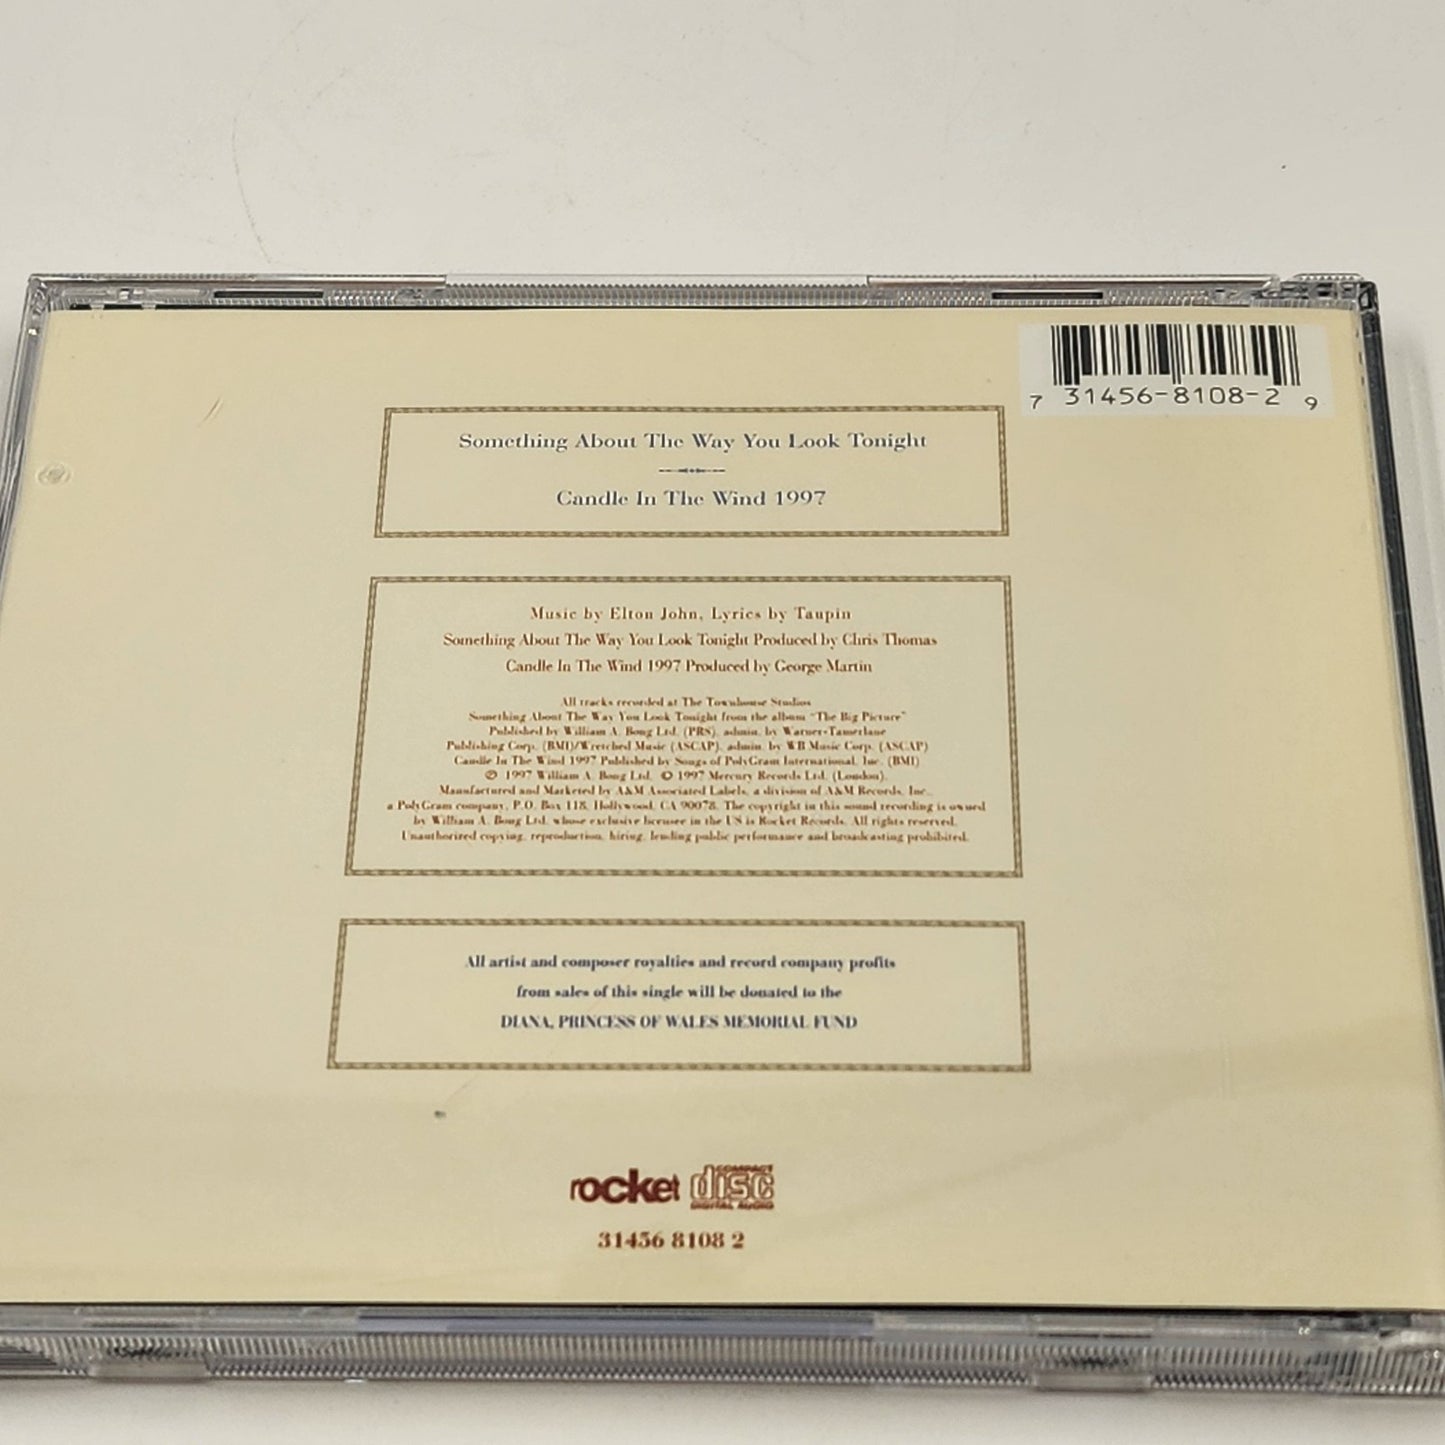 7 31456-8108-2 9
Something About The Way You Look Tonight
Candle In The Wind 1997
Music by Elton John, Lyrics by Taupin
Something About The Way You Look Tonight Produced by Chris Thomas
Candle In The Wind 1997 Produced by George Martin
All tracks recorded at The Townhouse Studios
Something About The Way You Look Tonight from the album "The Big Picture"
Published by William A. Bong Ltd. (PRS), admin. by Warner-Tamerlane
Publishing Corp. (BMI)/Wretched Music (ASCAP), admin. by WB Music Corp. (ASCAP)
Candle In The Wind 1997 Published by Songs of PolyGram International, Inc. (BMI)
℗ 1997 William A. Bong Ltd. © 1997 Mercury Records Ltd. (London).
Manufactured and Marketed by A&M Associated Labels, a division of A&M Records, Inc.,
a PolyGram company, P.O. Box 118, Hollywood, CA 90078. The copyright in this sound recording is owned
by William A. Bong Ltd. whose exclusive licensee in the US is Rocket Records. All rights reserved.
Unauthorized copying, reproduction, hiring, lending public performance and broadcasting prohibited.
All artist and composer royalties and record company profits
from sales of this single will be donated to the
DIANA, PRINCESS OF WALES MEMORIAL FUND
rocket COMPACT disc DIGITAL AUDIO
31456 8108 2